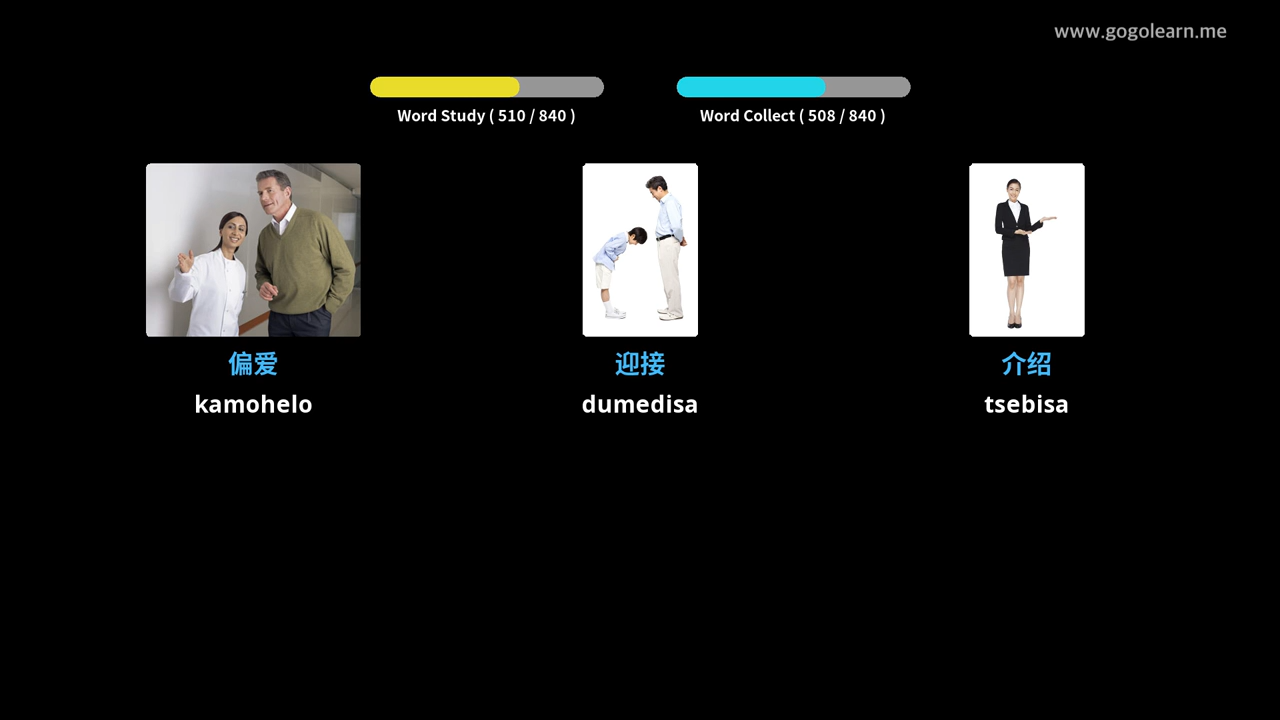 www.gogolearn.me
Word Study ( 510 / 840 )
Word Collect ( 508 / 840 )
偏爱
迎接
介绍
kamohelo
dumedisa
tsebisa